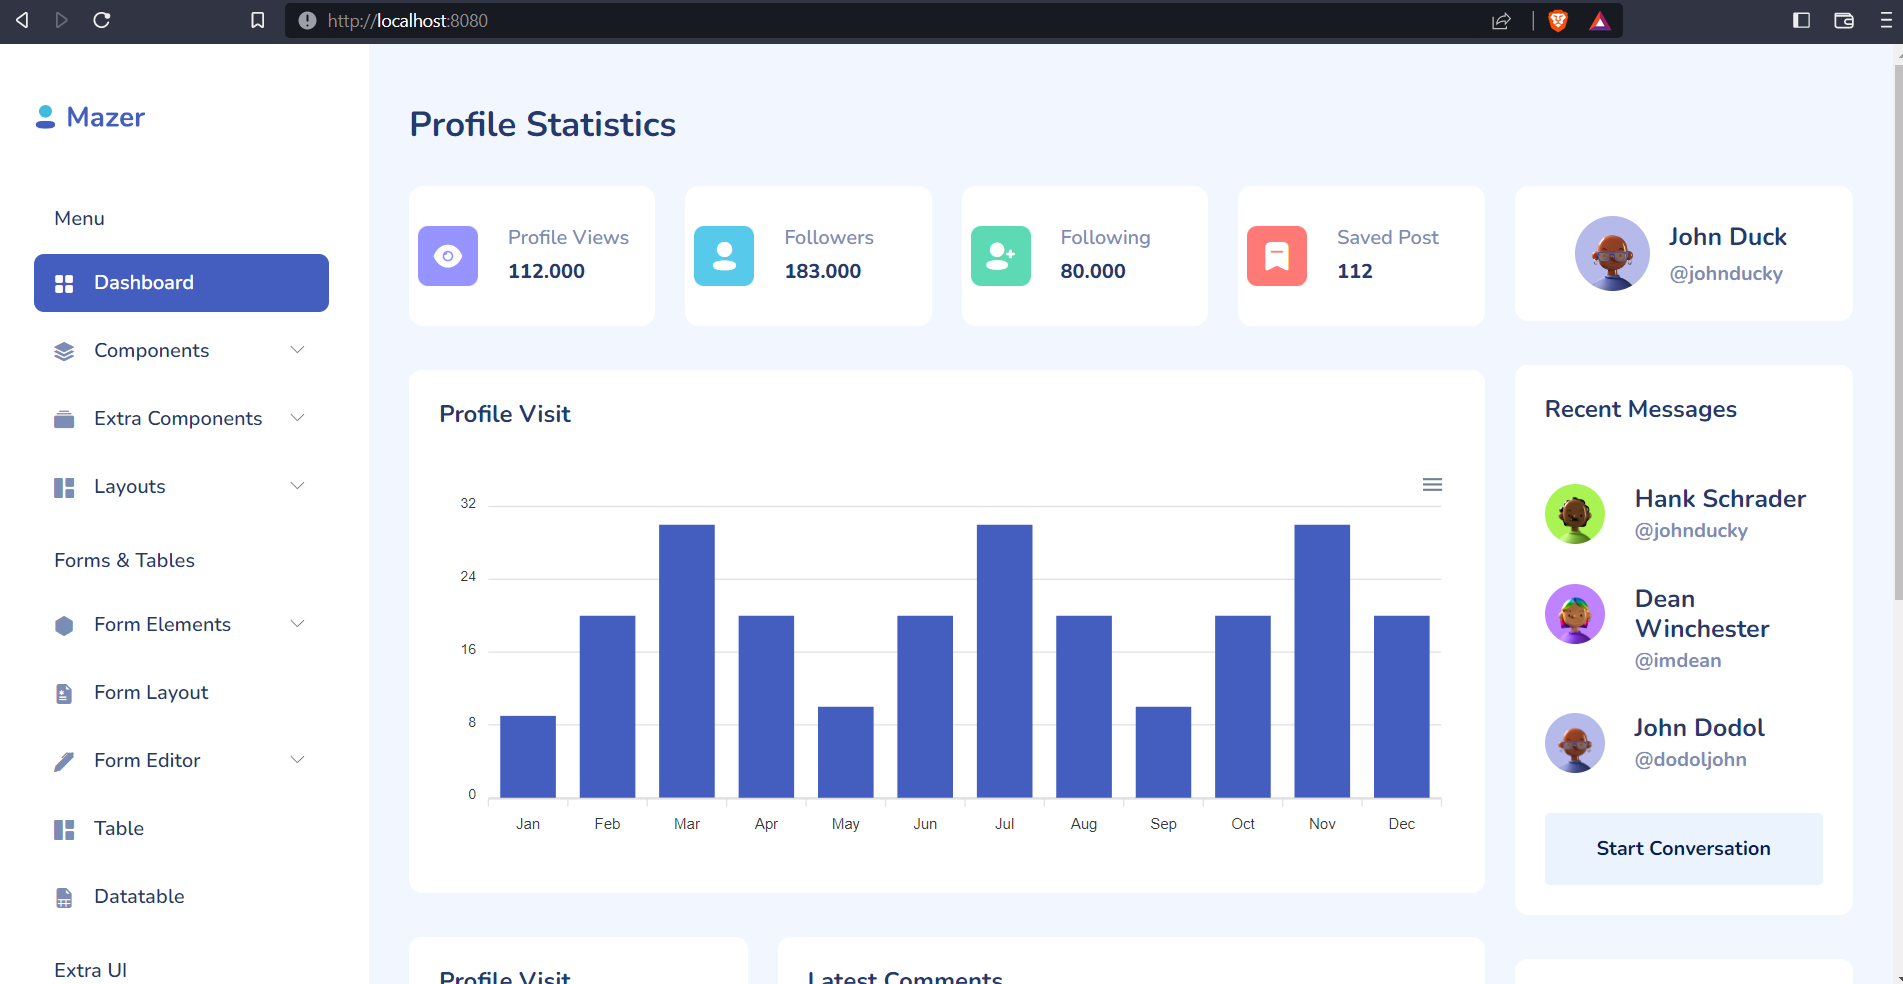 http://localhost:8080
Mazer
Menu
Dashboard
Components
Extra Components
Layouts
Forms & Tables
Form Elements
Form Layout
Form Editor
Table
Datatable
Extra UI
Profile Statistics
Profile Views
112.000
Followers
183.000
Following
80.000
Saved Post
112
John Duck
@johnducky
Profile Visit
32
24
16
8
0
Jan
Feb
Mar
Apr
May
Jun
Jul
Aug
Sep
Oct
Nov
Dec
Recent Messages
Hank Schrader
@johnducky
Dean
Winchester
@imdean
John Dodol
@dodoljohn
Start Conversation
Profile Visit
Latest Comments